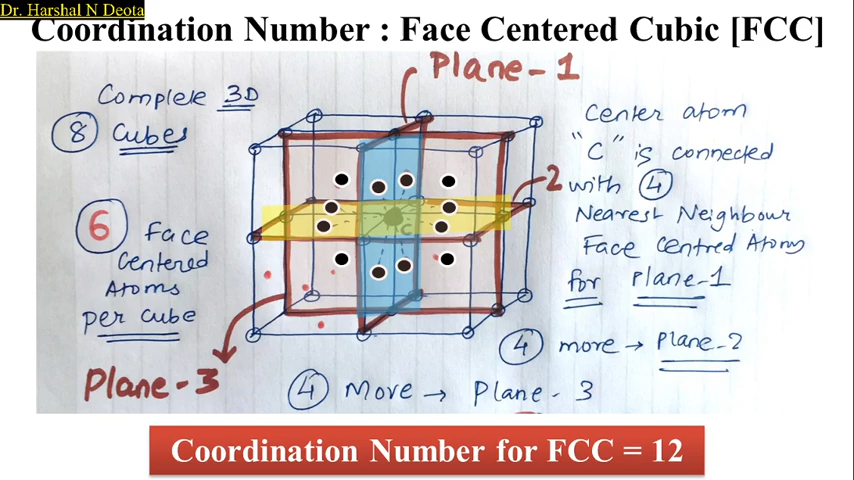 Dr. Harshal N Deota
Coordination Number : Face Centered Cubic [FCC]
Plane-1
Complete 3D
8 Cubes
6 Face
Centered
Atoms
per cube
Plane-3
2
C
Center atom
"C" is connected
with 4
Nearest Neighbour
Face Centred Atoms
for plane-1
4 more → plane-2
4 More → Plane - 3
Coordination Number for FCC = 12